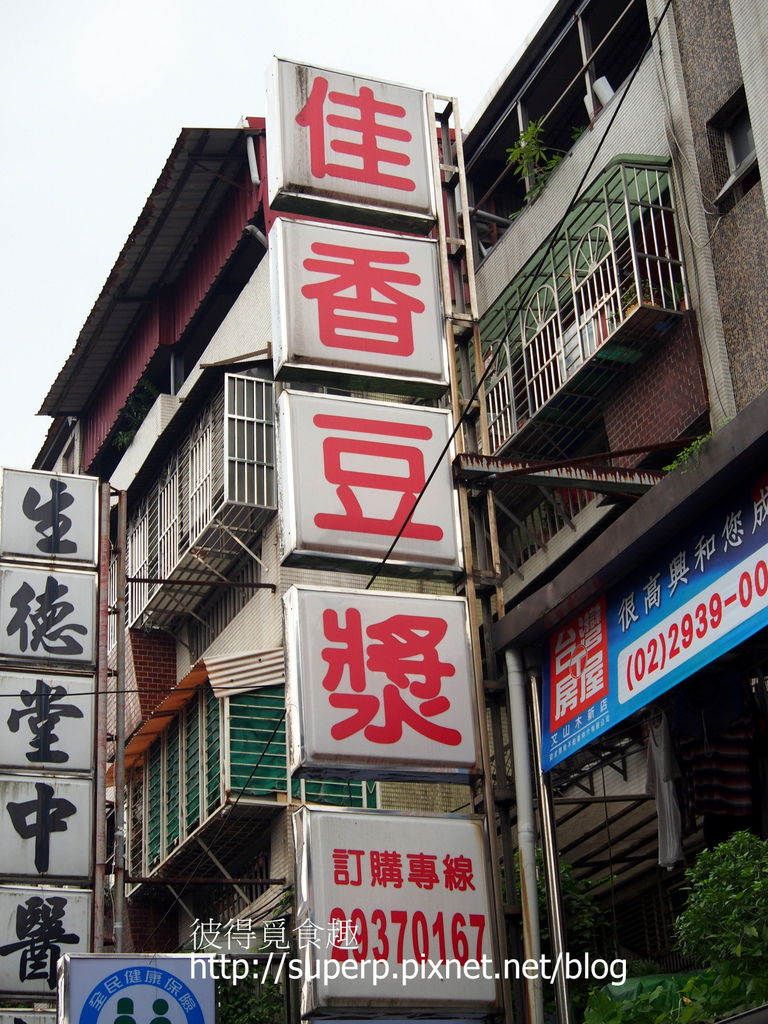 佳香豆漿
訂購專線
29370167
生德堂中醫
全民健康保險
很高興和您成
(02)2939-00
台灣房屋
文山木新店
彼得覓食趣
http://superp.pixnet.net/blog